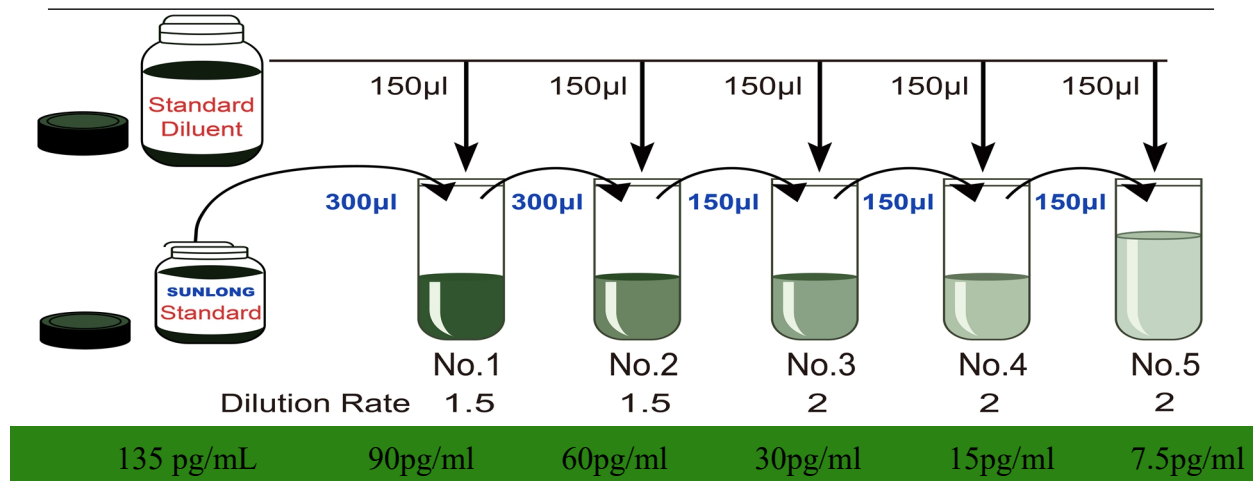 150µl 150µl 150µl 150µl 150µl
Standard
Diluent
300µl 300µl 150µl 150µl 150µl
SUNLONG
Standard
No.1 No.2 No.3 No.4 No.5
Dilution Rate 1.5 1.5 2 2 2
135 pg/mL 90pg/ml 60pg/ml 30pg/ml 15pg/ml 7.5pg/ml